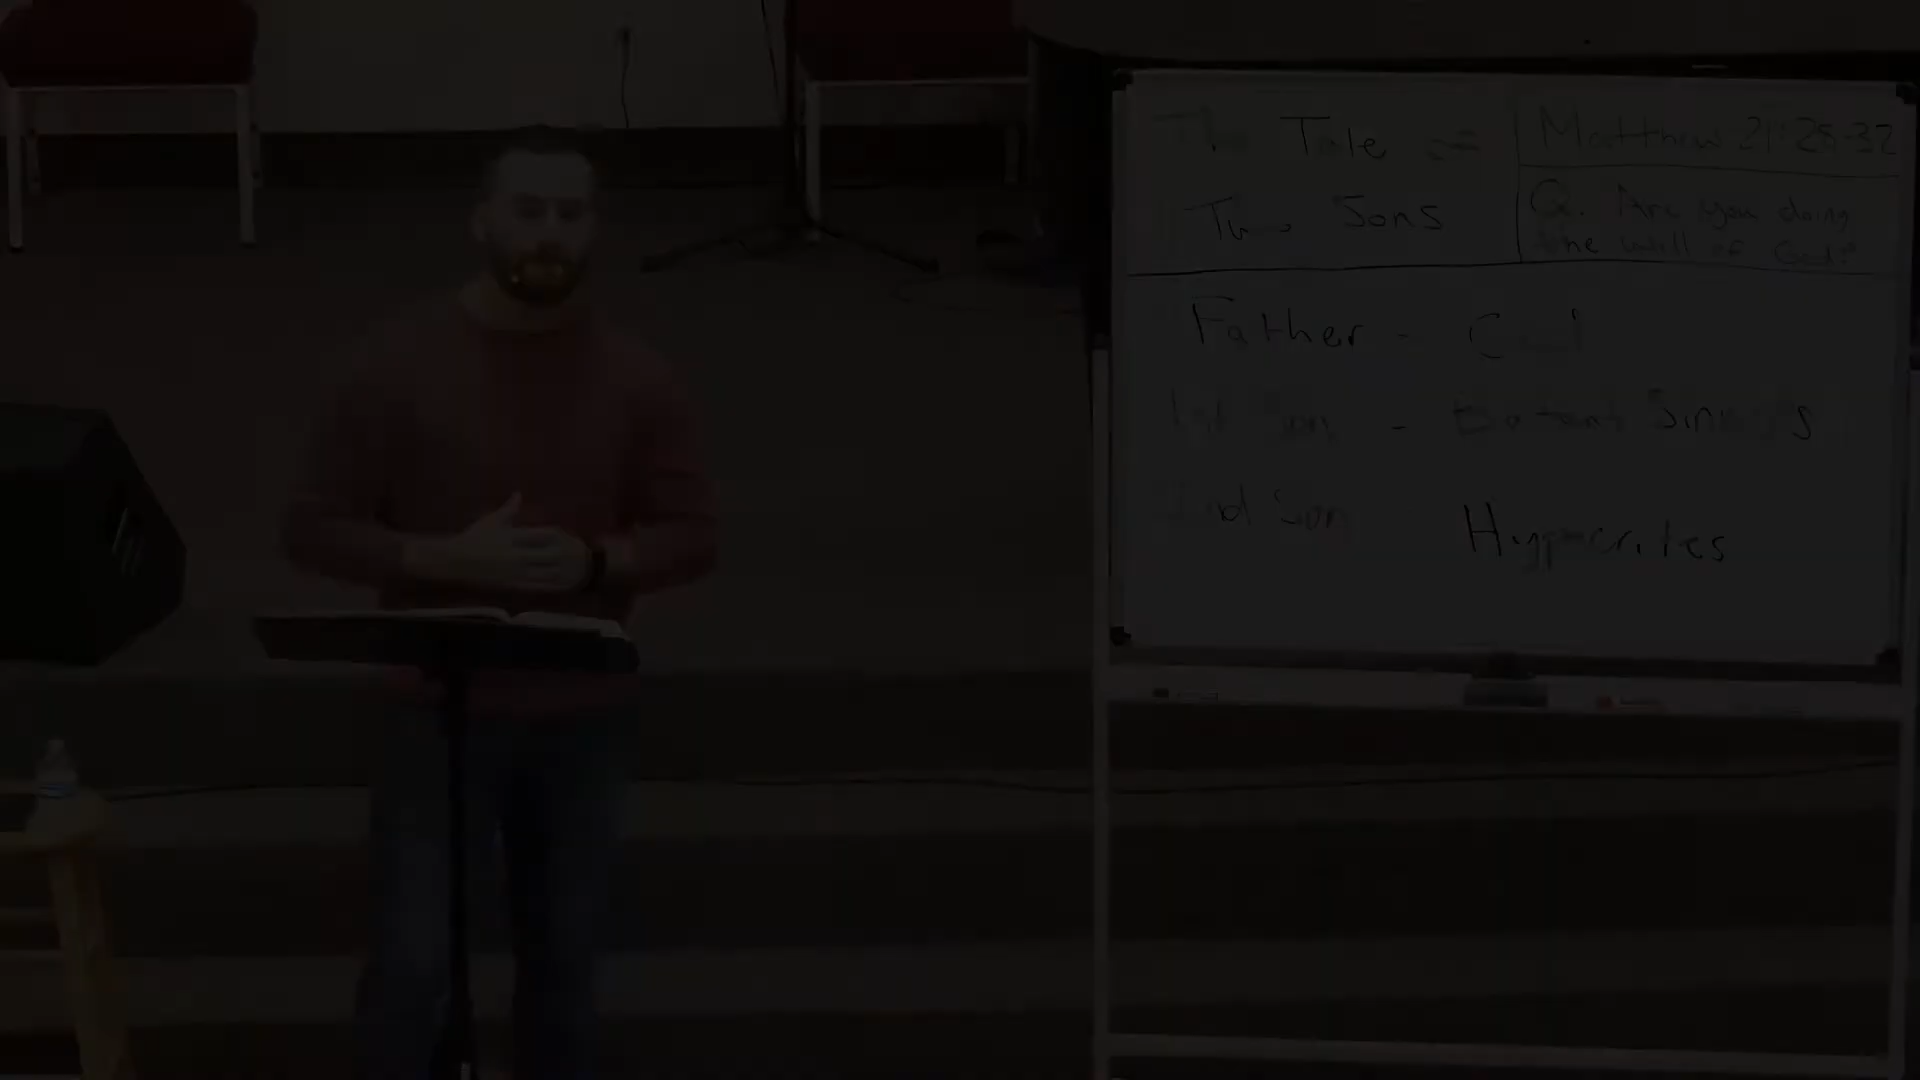 The Tale of
Two Sons
Matthew 21:28-32
Q. Are you doing
the will of God?
Father - God
1st Son - Blatant Sinners
2nd Son Hypocrites